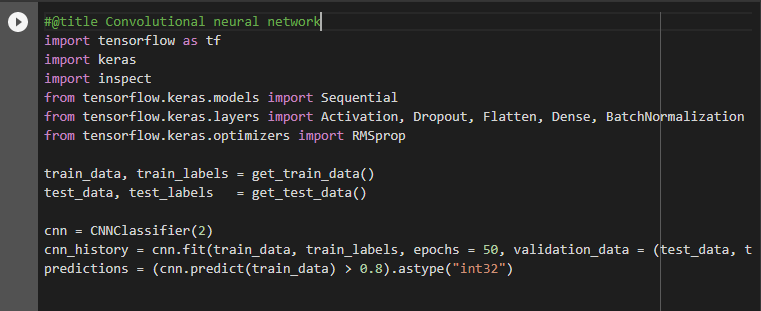 #@title Convolutional neural network
import tensorflow as tf
import keras
import inspect
from tensorflow.keras.models import Sequential
from tensorflow.keras.layers import Activation, Dropout, Flatten, Dense, BatchNormalization
from tensorflow.keras.optimizers import RMSprop
train_data, train_labels = get_train_data()
test_data, test_labels   = get_test_data()
cnn = CNNClassifier(2)
cnn_history = cnn.fit(train_data, train_labels, epochs = 50, validation_data = (test_data, t
predictions = (cnn.predict(train_data) > 0.8).astype("int32")